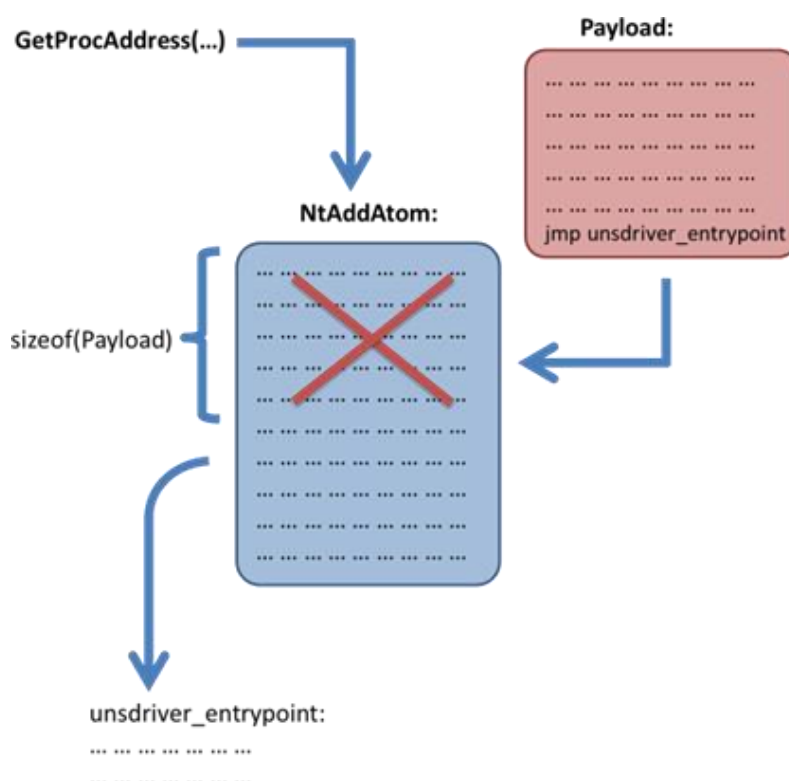 GetProcAddress(…)
Payload:
… … … … … … … … …
… … … … … … … … …
… … … … … … … … …
… … … … … … … … …
… … … … … … … … …
jmp unsdriver_entrypoint
NtAddAtom:
… … … … … … … … …
… … … … … … … … …
… … … … … … … … …
… … … … … … … … …
… … … … … … … … …
… … … … … … … … …
… … … … … … … … …
… … … … … … … … …
… … … … … … … … …
… … … … … … … … …
sizeof(Payload)
unsdriver_entrypoint:
… … … … … … …
… … … … … … …